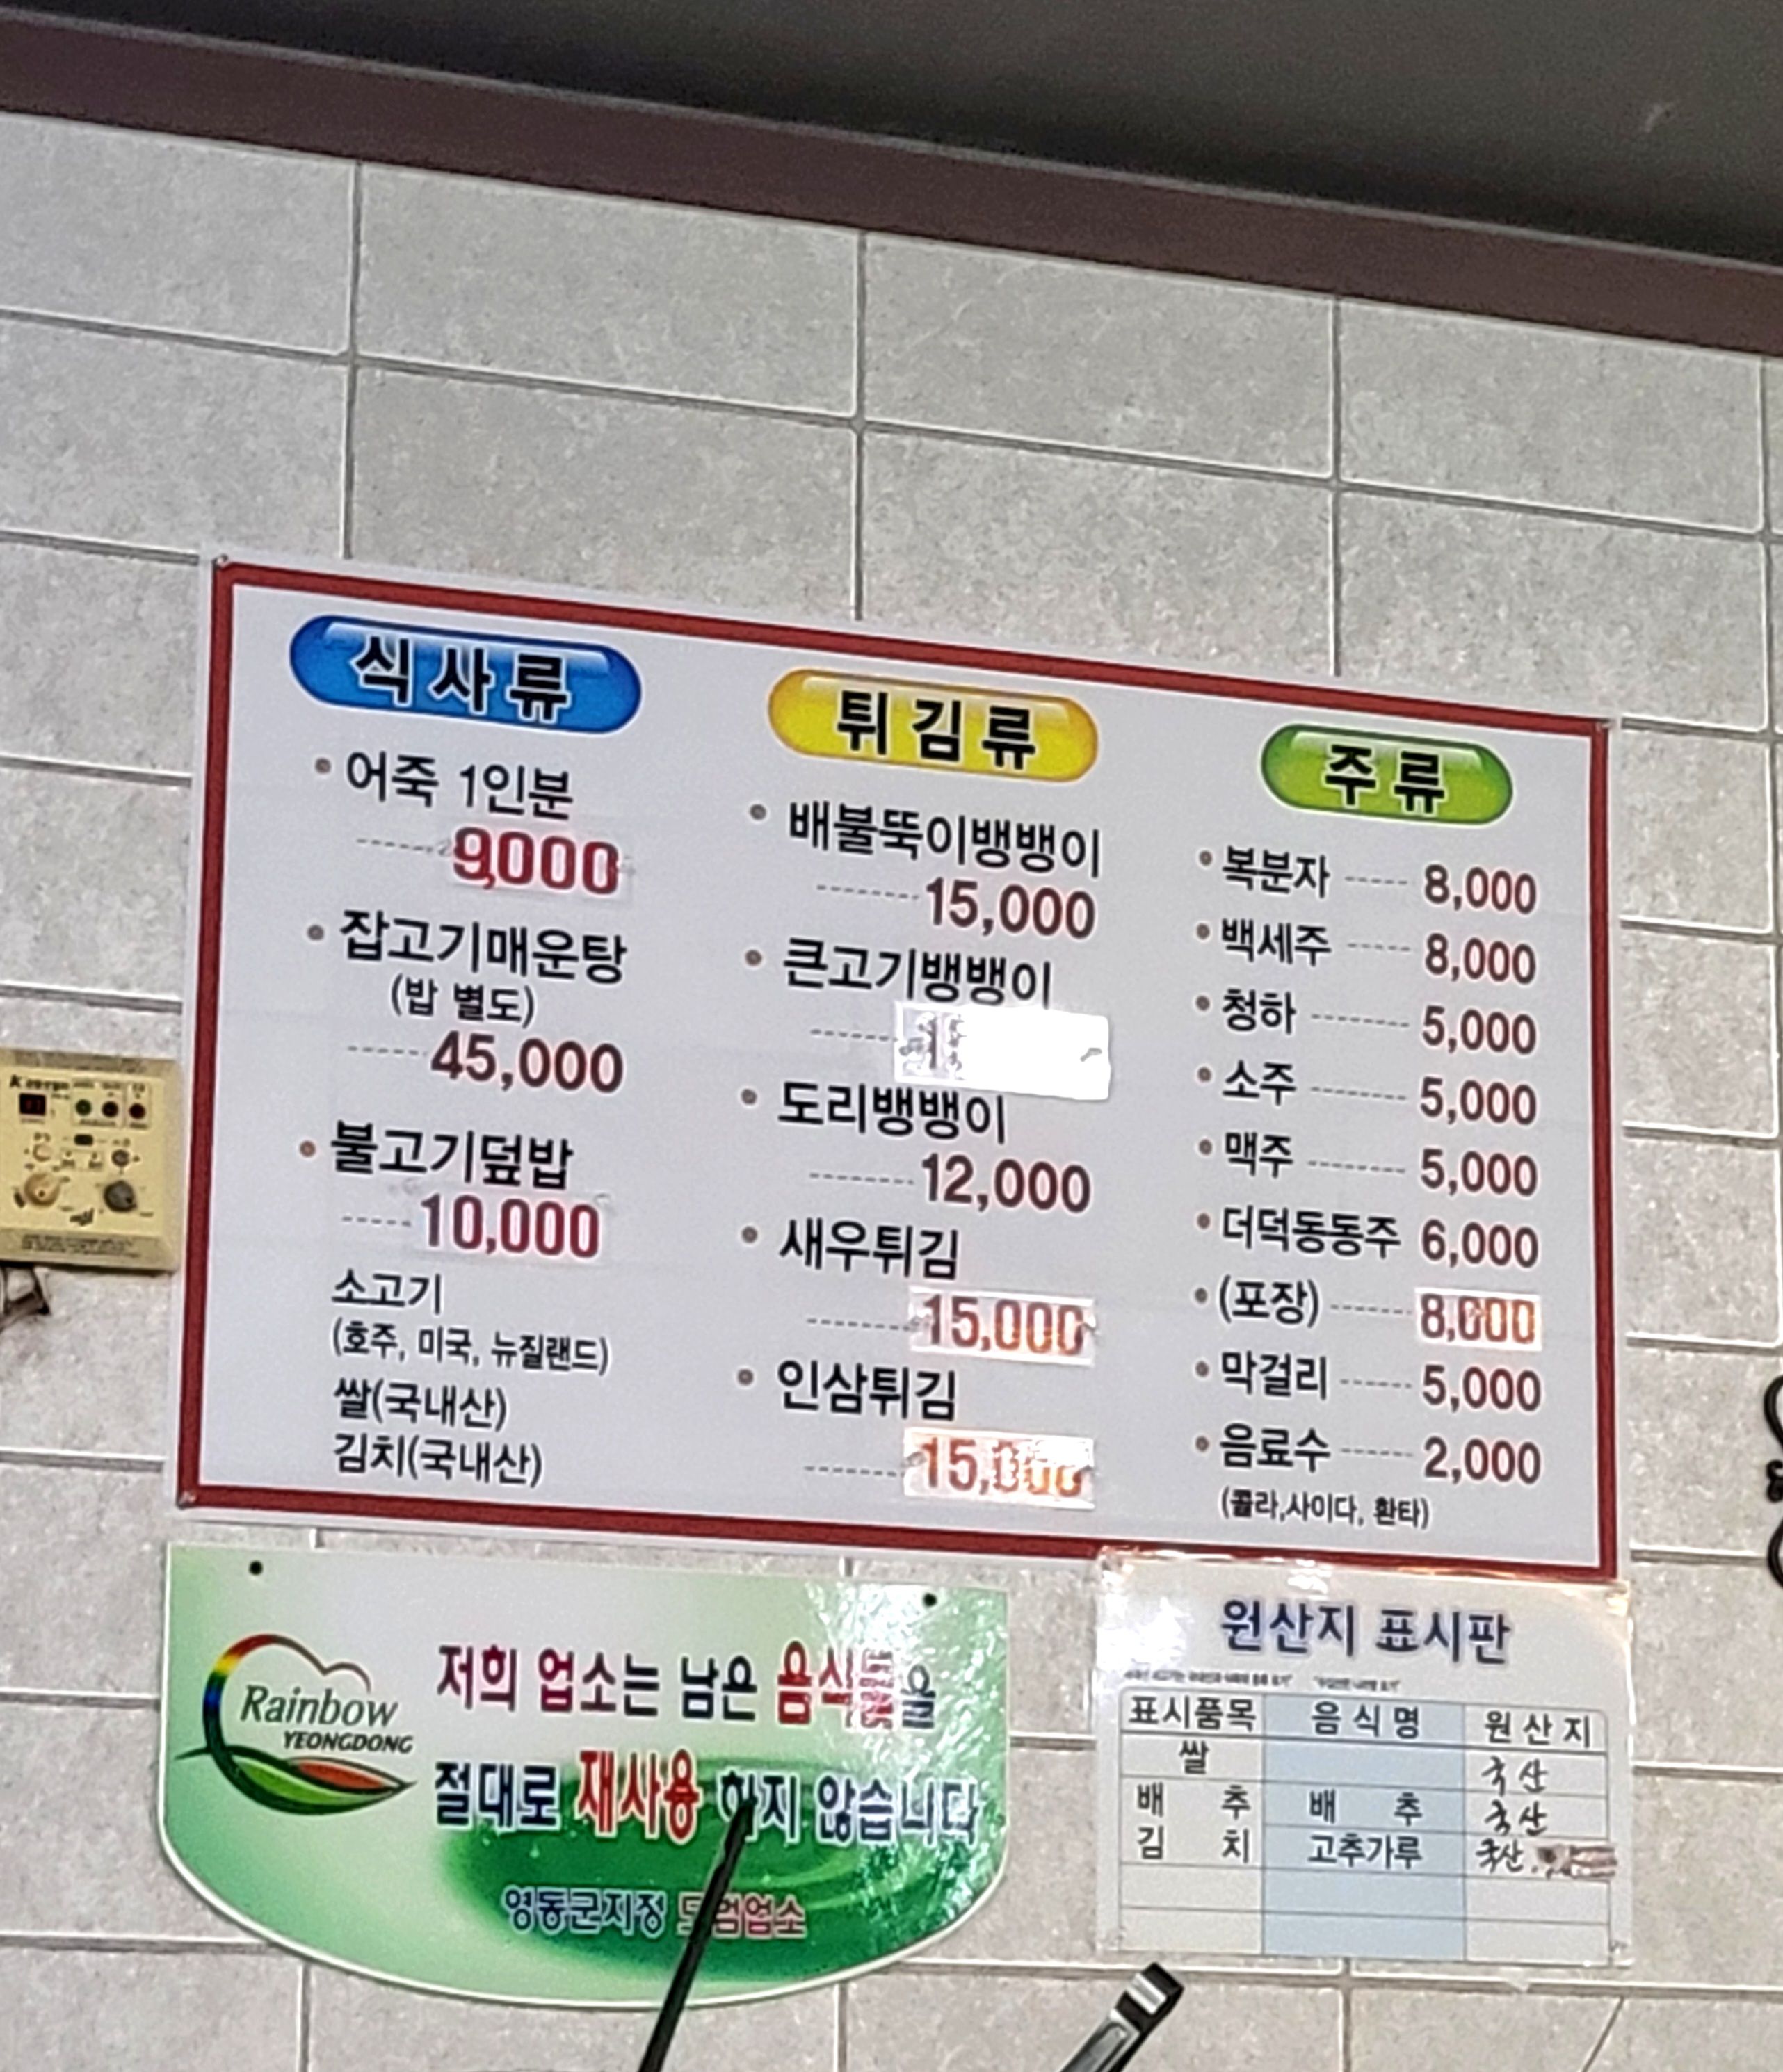 식사류
• 어죽 1인분
------ 9,000
• 잡고기매운탕
(밥 별도)
----- 45,000
• 불고기덮밥
----- 10,000
소고기
(호주, 미국, 뉴질랜드)
쌀(국내산)
김치(국내산)
튀김류
• 배불뚝이뱅뱅이
-------- 15,000
• 큰고기뱅뱅이
• 도리뱅뱅이
-------- 12,000
• 새우튀김
-------- 15,000
• 인삼튀김
-------- 15,000
주류
• 복분자 ----- 8,000
• 백세주 ----- 8,000
• 청하 -------- 5,000
• 소주 -------- 5,000
• 맥주 -------- 5,000
• 더덕동동주 6,000
• (포장) ------ 8,000
• 막걸리 ------ 5,000
• 음료수 ----- 2,000
(콜라,사이다, 환타)
Rainbow
YEONGDONG
저희 업소는 남은 음식물을
절대로 재사용 하지 않습니다
영동군지정 모범업소
원산지 표시판
표시품목 음식명 원산지
쌀 국산
배추 배추 국산
김치 고추가루 국산